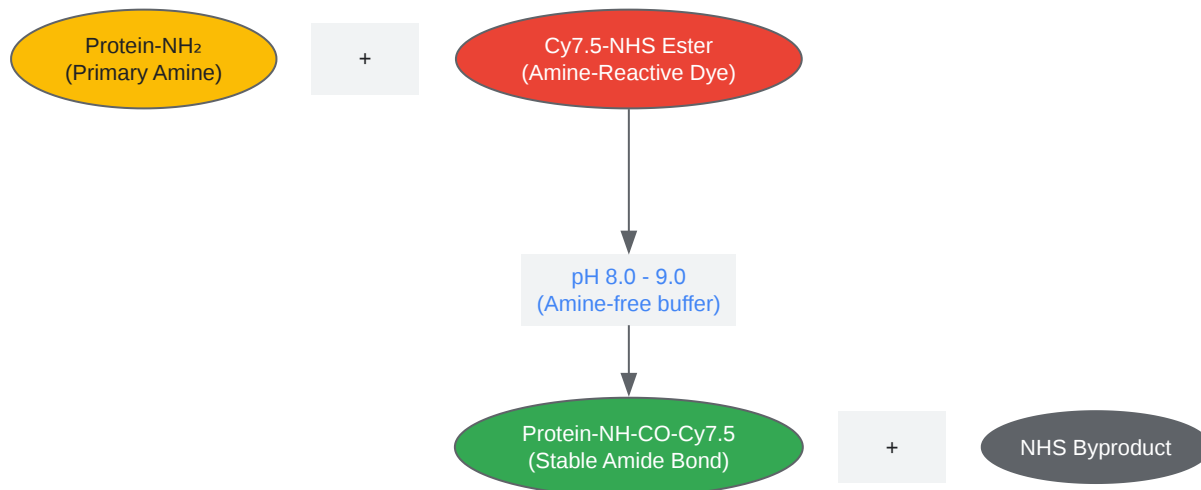 Protein-NH₂
(Primary Amine)
+
Cy7.5-NHS Ester
(Amine-Reactive Dye)
pH 8.0 - 9.0
(Amine-free buffer)
Protein-NH-CO-Cy7.5
(Stable Amide Bond)
+
NHS Byproduct